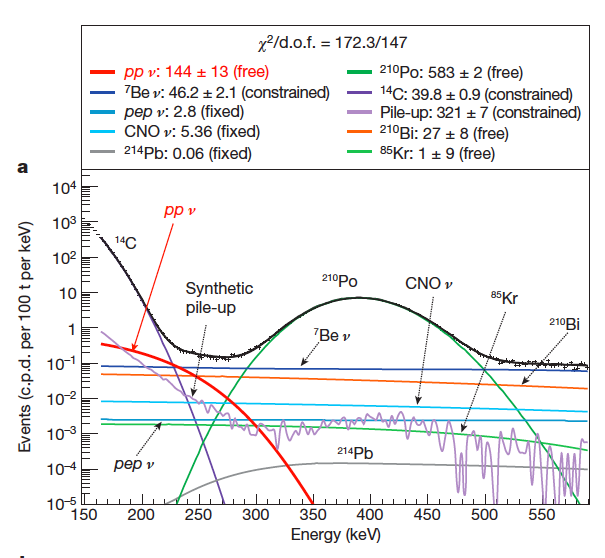 χ²/d.o.f. = 172.3/147
pp ν: 144 ± 13 (free)
⁷Be ν: 46.2 ± 2.1 (constrained)
pep ν: 2.8 (fixed)
CNO ν: 5.36 (fixed)
²¹⁴Pb: 0.06 (fixed)
²¹⁰Po: 583 ± 2 (free)
¹⁴C: 39.8 ± 0.9 (constrained)
Pile-up: 321 ± 7 (constrained)
²¹⁰Bi: 27 ± 8 (free)
⁸⁵Kr: 1 ± 9 (free)
a
Events (c.p.d. per 100 t per keV)
10⁴
10³
10²
10
1
10⁻¹
10⁻²
10⁻³
10⁻⁴
10⁻⁵
pp ν
¹⁴C
Synthetic
pile-up
²¹⁰Po
⁷Be ν
CNO ν
⁸⁵Kr
²¹⁰Bi
pep ν
²¹⁴Pb
150 200 250 300 350 400 450 500 550
Energy (keV)